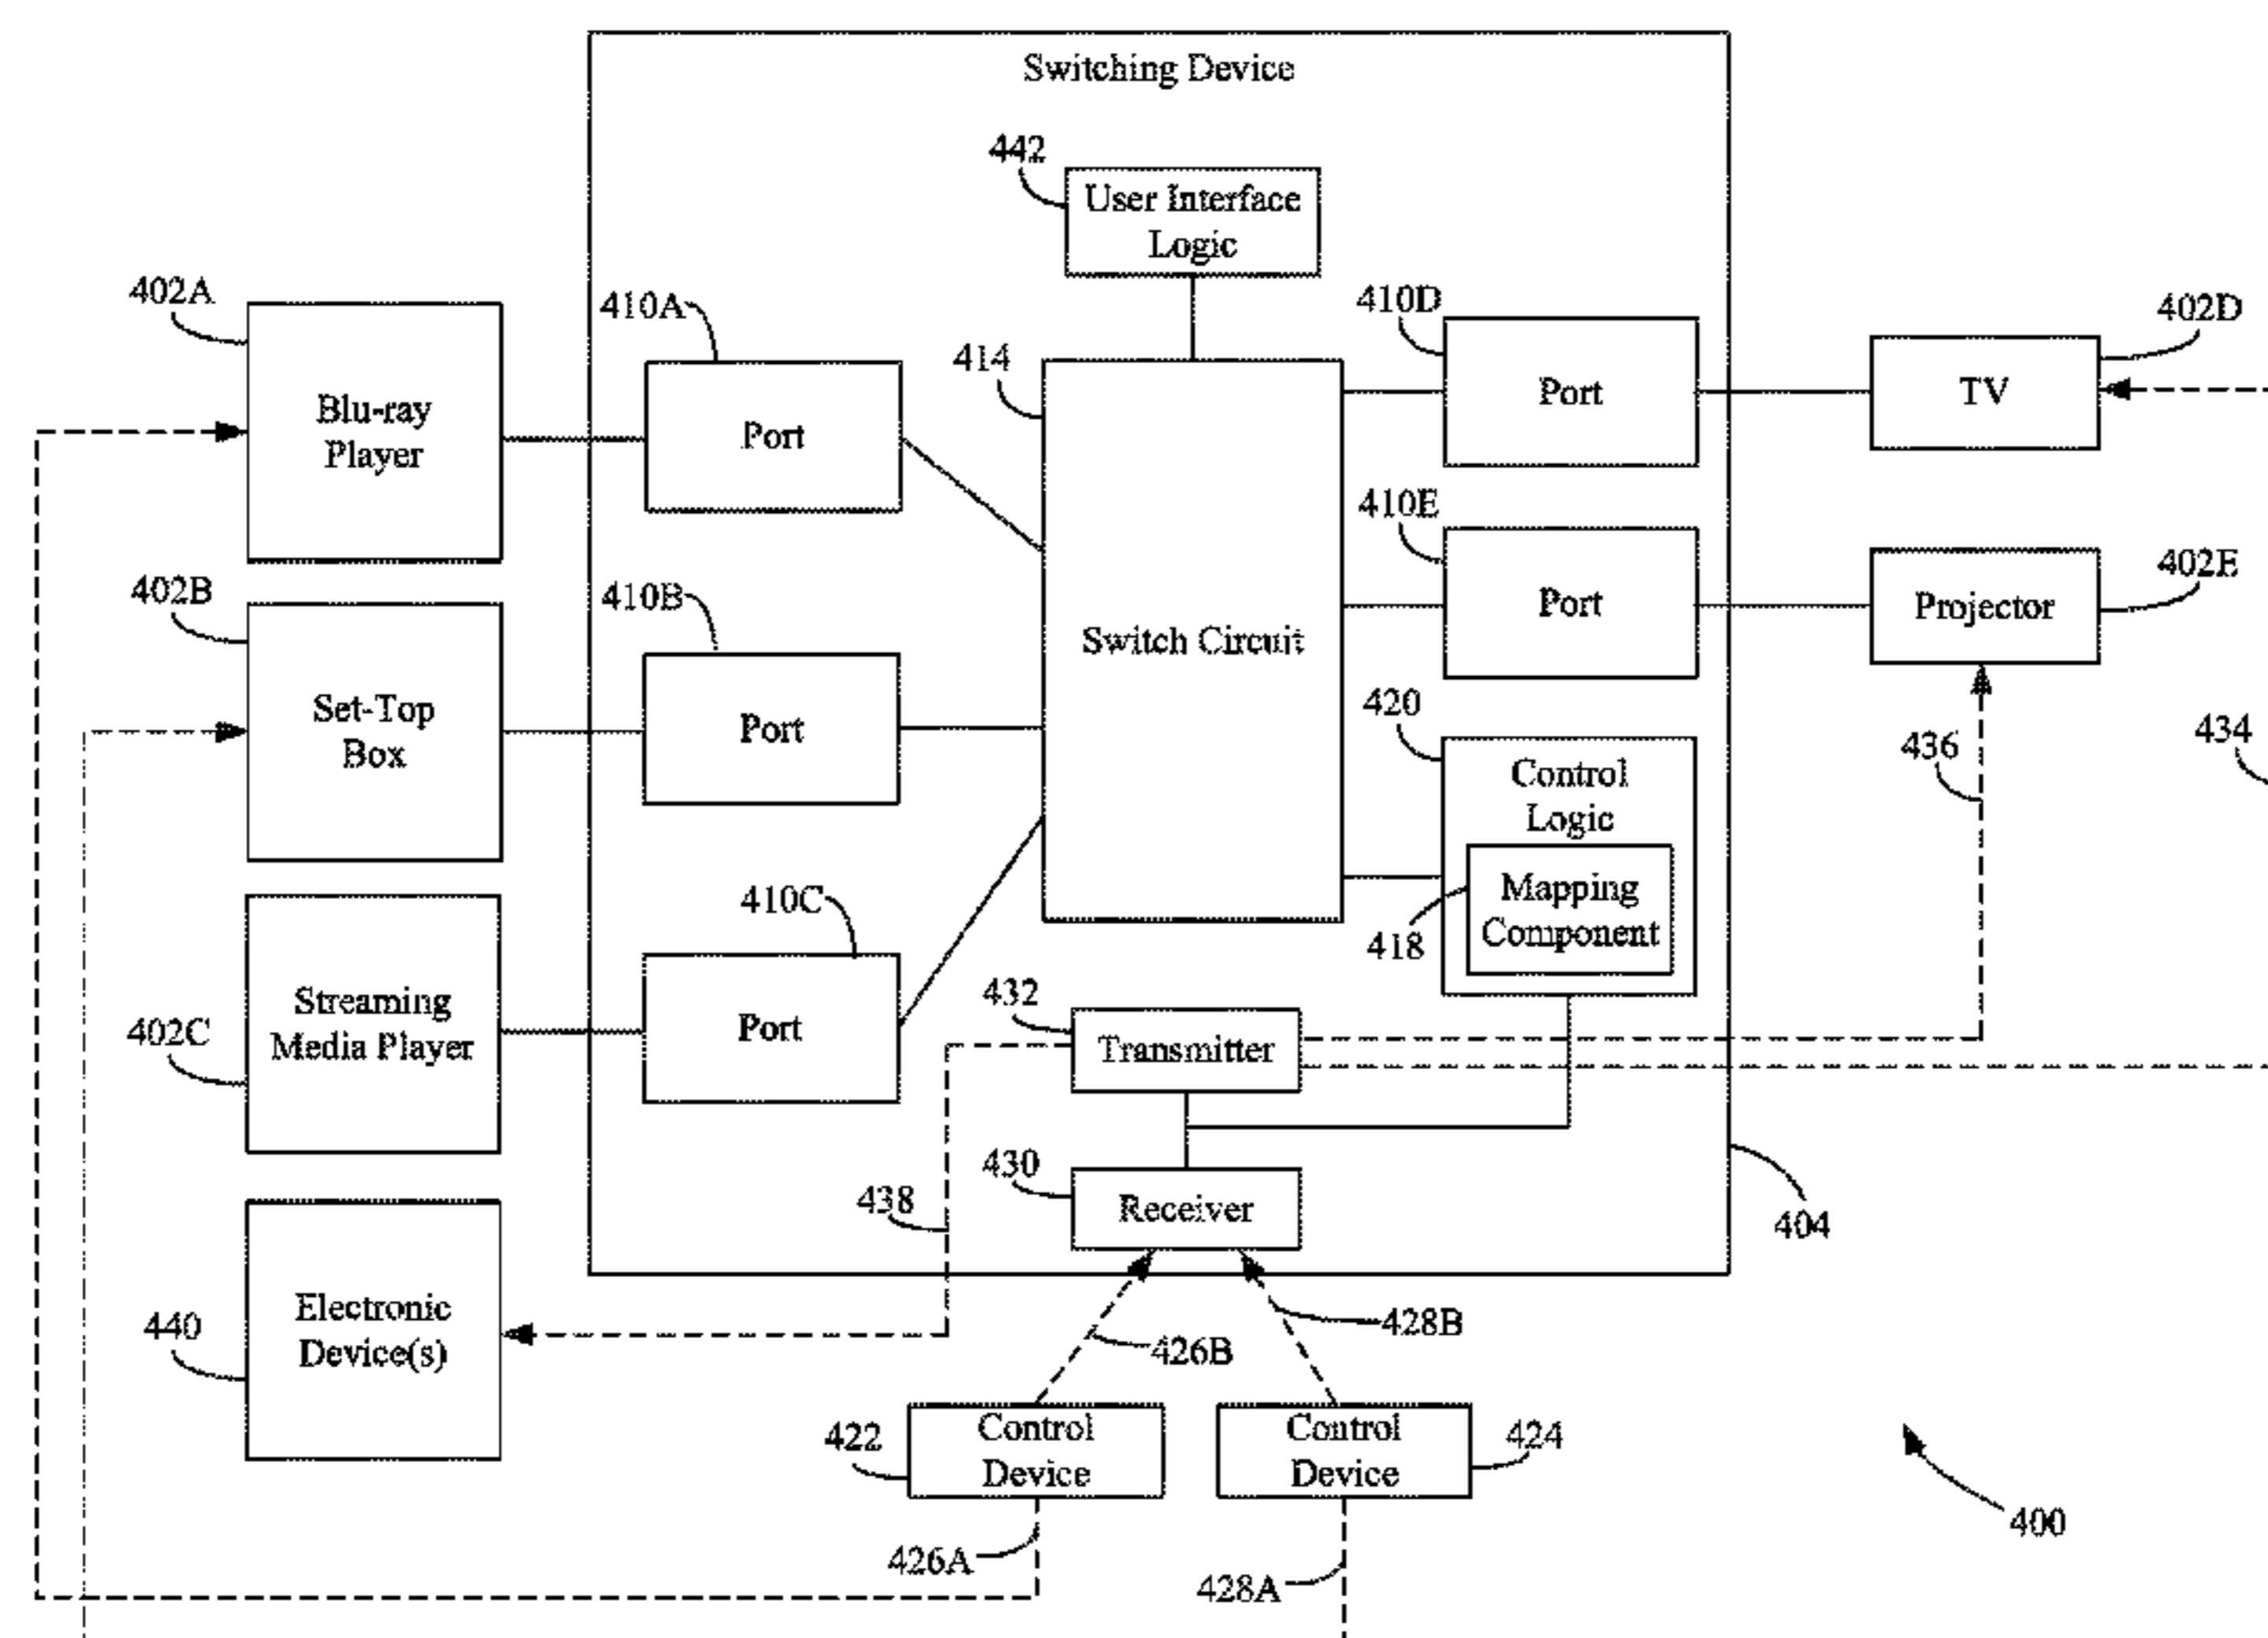 Switching Device
442
User Interface
Logic
402A
410A
414
410D
402D
Blu-ray
Player
Port
Port
TV
410E
402B
410B
Switch Circuit
Port
402E
Projector
Set-Top
Box
Port
420
Control
Logic
436
434
410C
Mapping
Component
418
402C
Streaming
Media Player
Port
432
Transmitter
430
Receiver
438
404
440
Electronic
Device(s)
426B
428B
422
Control
Device
Control
Device
424
426A
428A
400